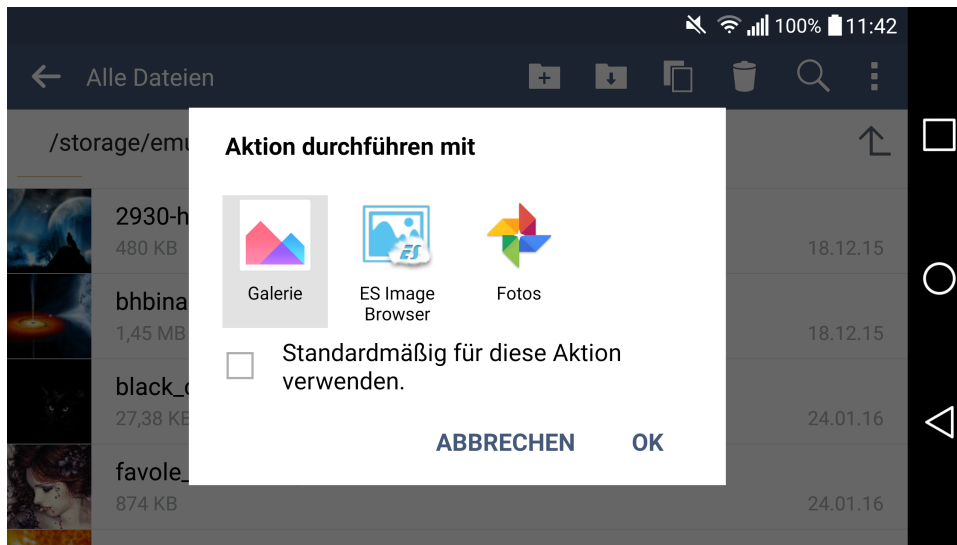 100% 11:42
Alle Dateien
/storage/emu
Aktion durchführen mit
2930-h
480 KB
18.12.15
Galerie
ES
ES Image
Browser
Fotos
bhbina
1,45 MB
18.12.15
Standardmäßig für diese Aktion
verwenden.
black_
27,38 KB
24.01.16
ABBRECHEN OK
favole_
874 KB
24.01.16